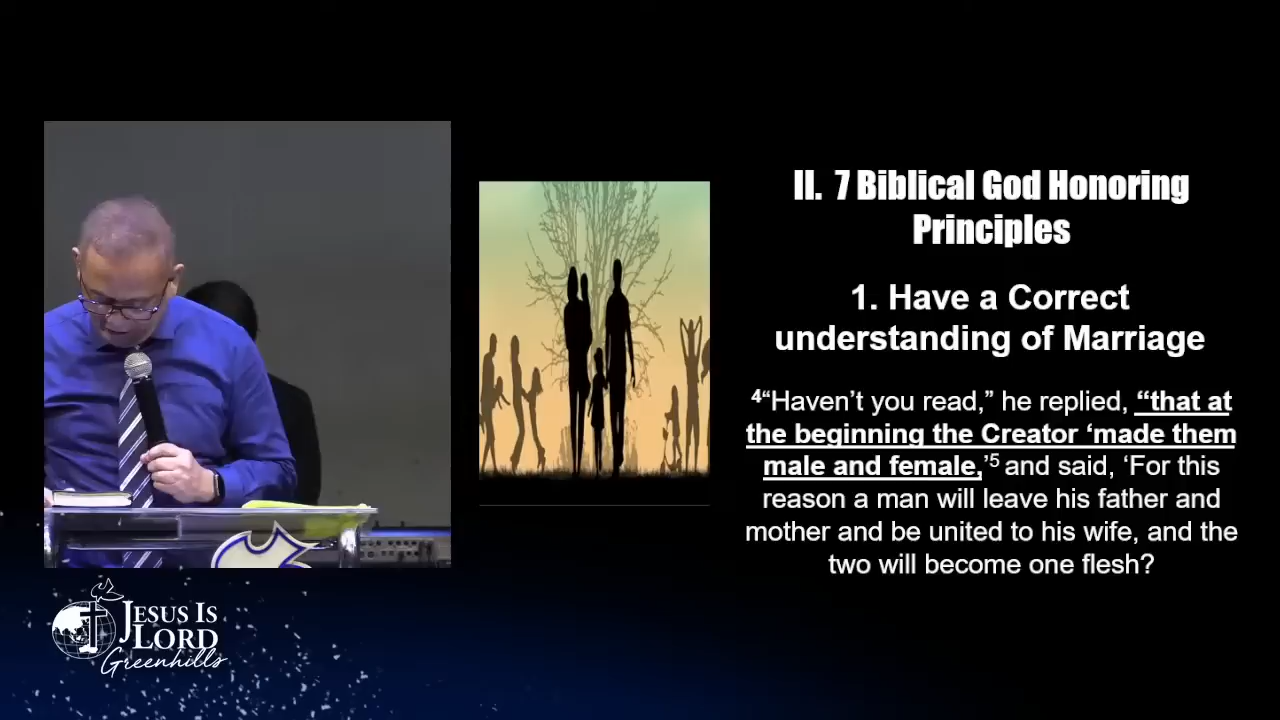 II. 7 Biblical God Honoring
Principles
1. Have a Correct
understanding of Marriage
⁴“Haven’t you read,” he replied, “that at
the beginning the Creator ‘made them
male and female,’⁵ and said, ‘For this
reason a man will leave his father and
mother and be united to his wife, and the
two will become one flesh?
JESUS IS
LORD
Greenhills